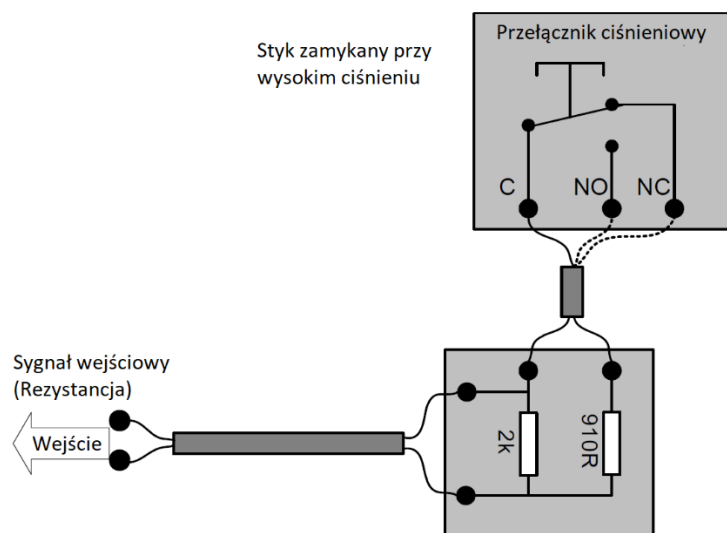 Styk zamykany przy
wysokim ciśnieniu
Przełącznik ciśnieniowy
C
NO
NC
Sygnał wejściowy
(Rezystancja)
Wejście
2k
910R